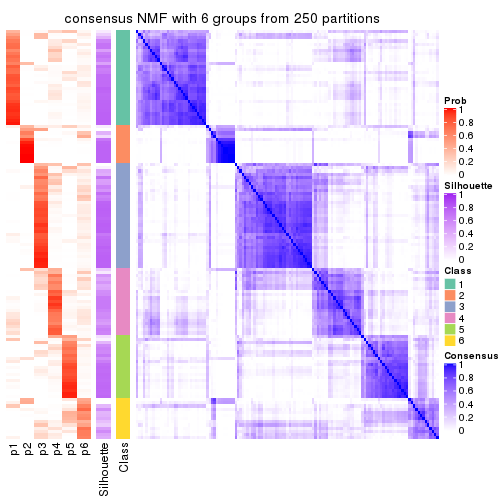 consensus NMF with 6 groups from 250 partitions
Prob
1
0.8
0.6
0.4
0.2
0
Silhouette
1
0.8
0.6
0.4
0.2
0
Class
1
2
3
4
5
6
Consensus
1
0.8
0.6
0.4
0.2
0
p1
p2
p3
p4
p5
p6
Silhouette
Class